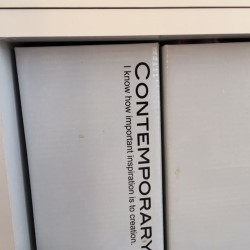 CONTEMPORARY
I know how important inspiration is to creation.